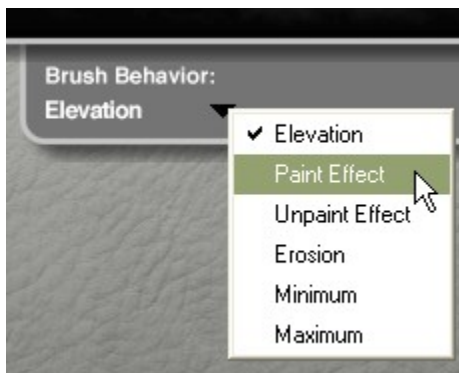 Brush Behavior:
Elevation
Elevation
Paint Effect
Unpaint Effect
Erosion
Minimum
Maximum